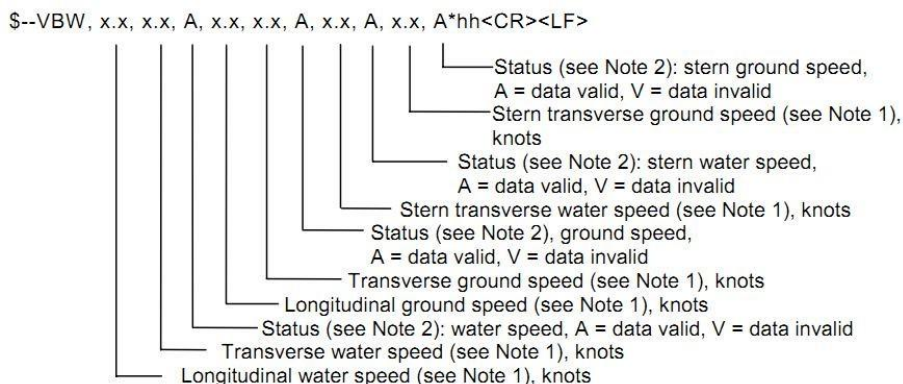 $--VBW, x.x, x.x, A, x.x, x.x, A, x.x, A, x.x, A*hh<CR><LF>
Status (see Note 2): stern ground speed,
A = data valid, V = data invalid
Stern transverse ground speed (see Note 1),
knots
Status (see Note 2): stern water speed,
A = data valid, V = data invalid
Stern transverse water speed (see Note 1), knots
Status (see Note 2), ground speed,
A = data valid, V = data invalid
Transverse ground speed (see Note 1), knots
Longitudinal ground speed (see Note 1), knots
Status (see Note 2): water speed, A = data valid, V = data invalid
Transverse water speed (see Note 1), knots
Longitudinal water speed (see Note 1), knots